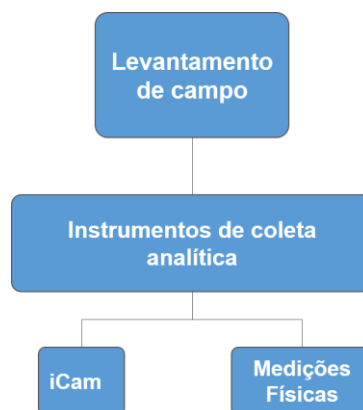 Levantamento
de campo
Instrumentos de coleta
analítica
iCam
Medições
Físicas